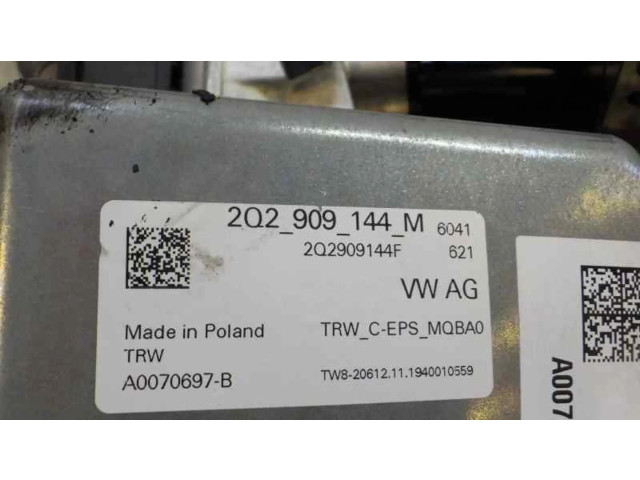 2Q2_909_144_M 6041
2Q2909144F 621
VW AG
Made in Poland TRW_C-EPS_MQBA0
TRW
A0070697-B TW8-20612.11.1940010559
A007